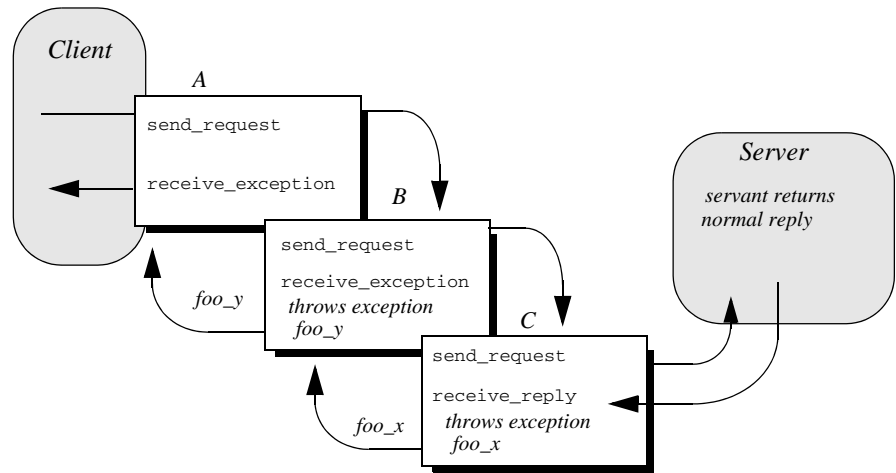 Client
A
send_request
receive_exception
B
send_request
receive_exception
throws exception
foo_y
foo_y
C
send_request
receive_reply
throws exception
foo_x
foo_x
Server
servant returns
normal reply